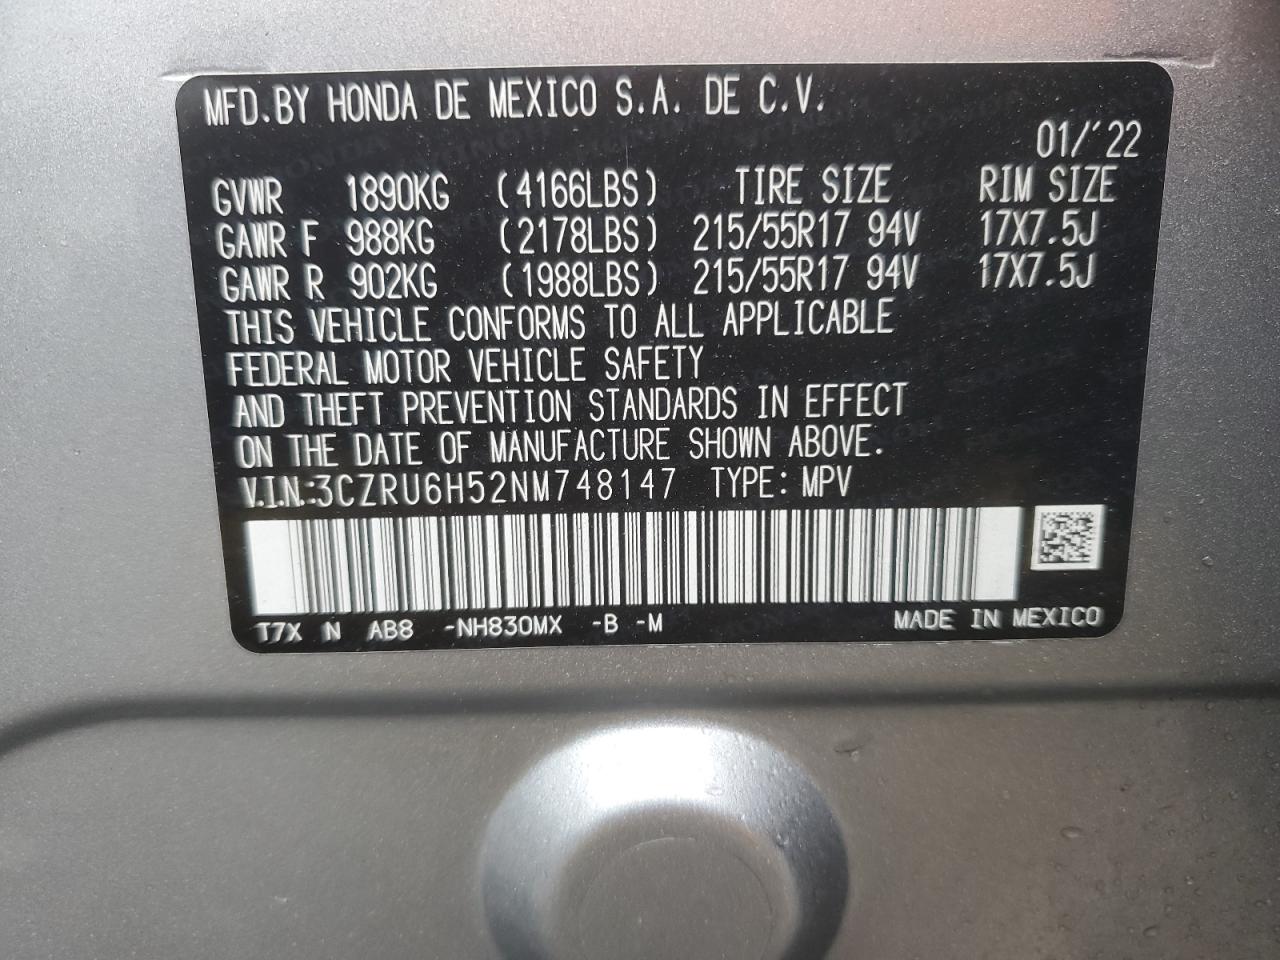 MFD.BY HONDA DE MEXICO S.A. DE C.V.
01/'22
GVWR 1890KG (4166LBS) TIRE SIZE RIM SIZE
GAWR F 988KG (2178LBS) 215/55R17 94V 17X7.5J
GAWR R 902KG (1988LBS) 215/55R17 94V 17X7.5J
THIS VEHICLE CONFORMS TO ALL APPLICABLE
FEDERAL MOTOR VEHICLE SAFETY
AND THEFT PREVENTION STANDARDS IN EFFECT
ON THE DATE OF MANUFACTURE SHOWN ABOVE.
V.I.N.:3CZRU6H52NM748147 TYPE: MPV
T7X N AB8 -NH830MX -B -M MADE IN MEXICO